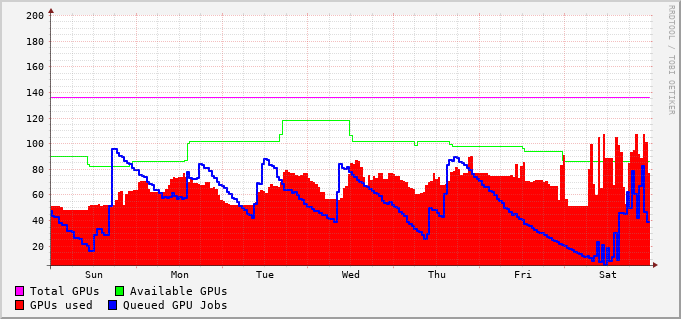 200
180
160
140
120
100
80
60
40
20
Sun Mon Tue Wed Thu Fri Sat
RRDTOOL / TOBI OETIKER
Total GPUs Available GPUs
GPUs used Queued GPU Jobs